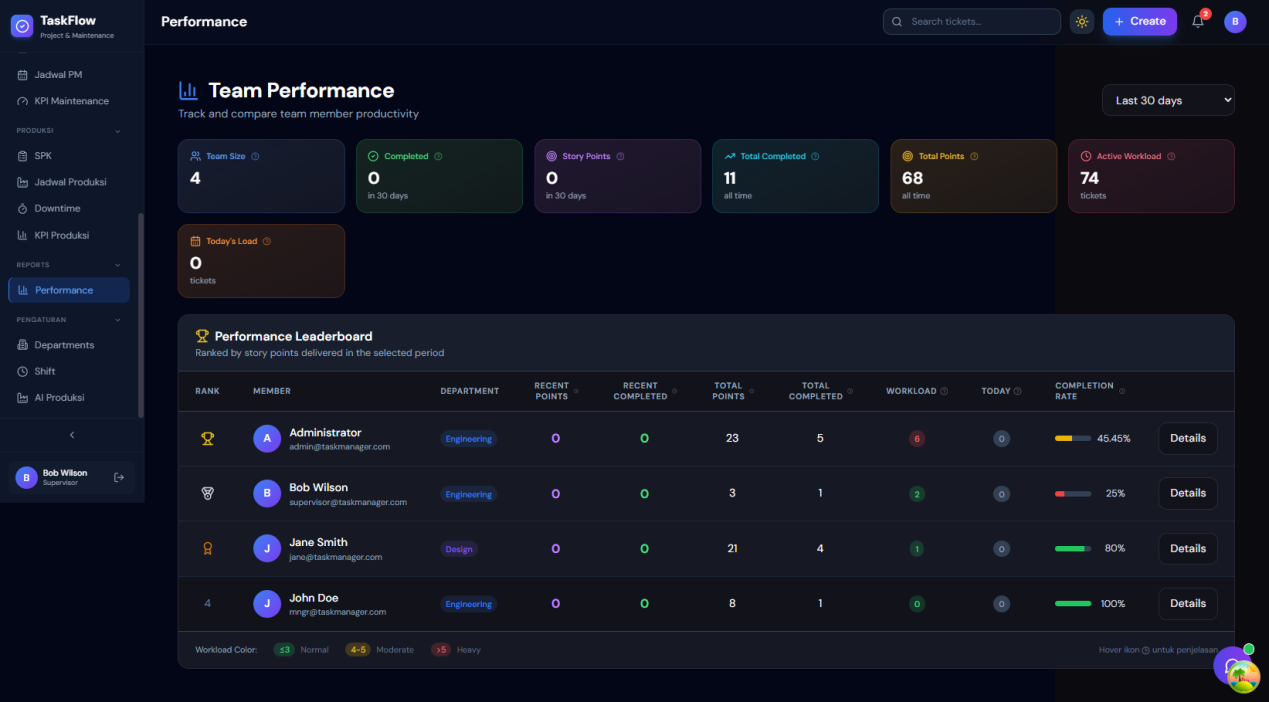 TaskFlow
Project & Maintenance
Performance
Search tickets...
Create
2
B
Jadwal PM
KPI Maintenance
PRODUKSI
SPK
Jadwal Produksi
Downtime
KPI Produksi
REPORTS
Performance
PENGATURAN
Departments
Shift
AI Produksi
B
Bob Wilson
Supervisor
Team Performance
Track and compare team member productivity
Last 30 days
Team Size
4
Completed
0
in 30 days
Story Points
0
in 30 days
Total Completed
11
all time
Total Points
68
all time
Active Workload
74
tickets
Today's Load
0
tickets
Performance Leaderboard
Ranked by story points delivered in the selected period
RANK MEMBER DEPARTMENT RECENT POINTS RECENT COMPLETED TOTAL POINTS TOTAL COMPLETED WORKLOAD TODAY COMPLETION RATE
A Administrator admin@taskmanager.com Engineering 0 0 23 5 6 0 45.45% Details
B Bob Wilson supervisor@taskmanager.com Engineering 0 0 3 1 2 0 25% Details
J Jane Smith jane@taskmanager.com Design 0 0 21 4 1 0 80% Details
4 J John Doe mngr@taskmanager.com Engineering 0 0 8 1 0 0 100% Details
Workload Color: ≤3 Normal 4-5 Moderate >5 Heavy
Hover ikon untuk penjelasan